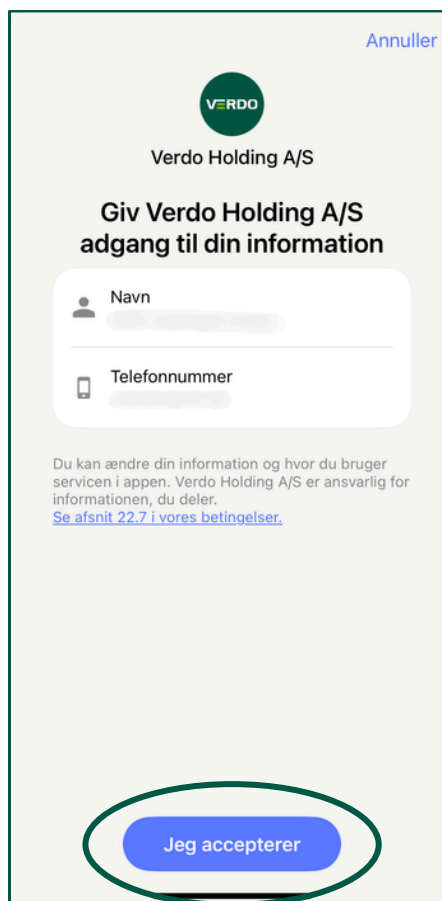 Annuller
VERDO
Verdo Holding A/S
Giv Verdo Holding A/S
adgang til din information
Navn
Telefonnummer
Du kan ændre din information og hvor du bruger
servicen i appen. Verdo Holding A/S er ansvarlig for
informationen, du deler.
Se afsnit 22.7 i vores betingelser.
Jeg accepterer